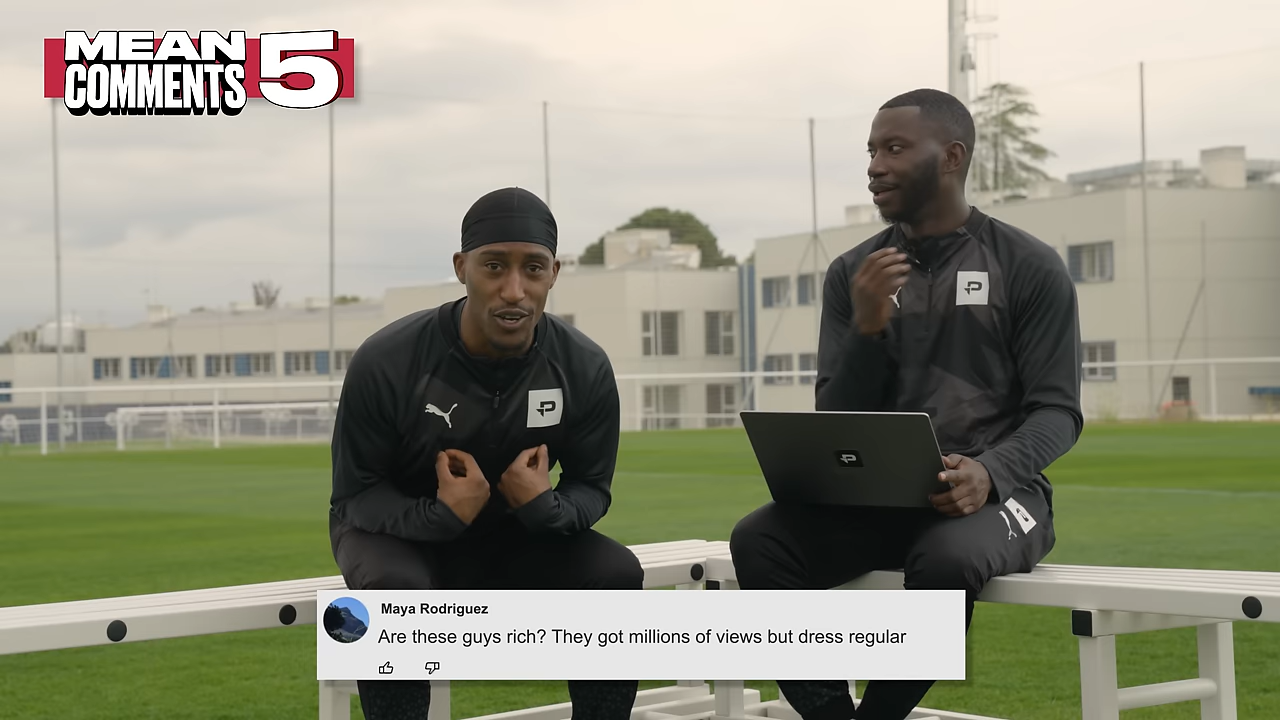 MEAN
COMMENTS
5
Maya Rodriguez
Are these guys rich? They got millions of views but dress regular